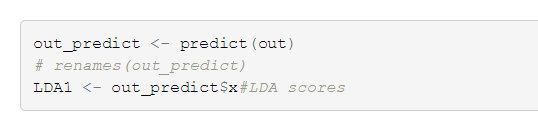 out_predict <- predict(out)
# renames(out_predict)
LDA1 <- out_predict$x#LDA scores